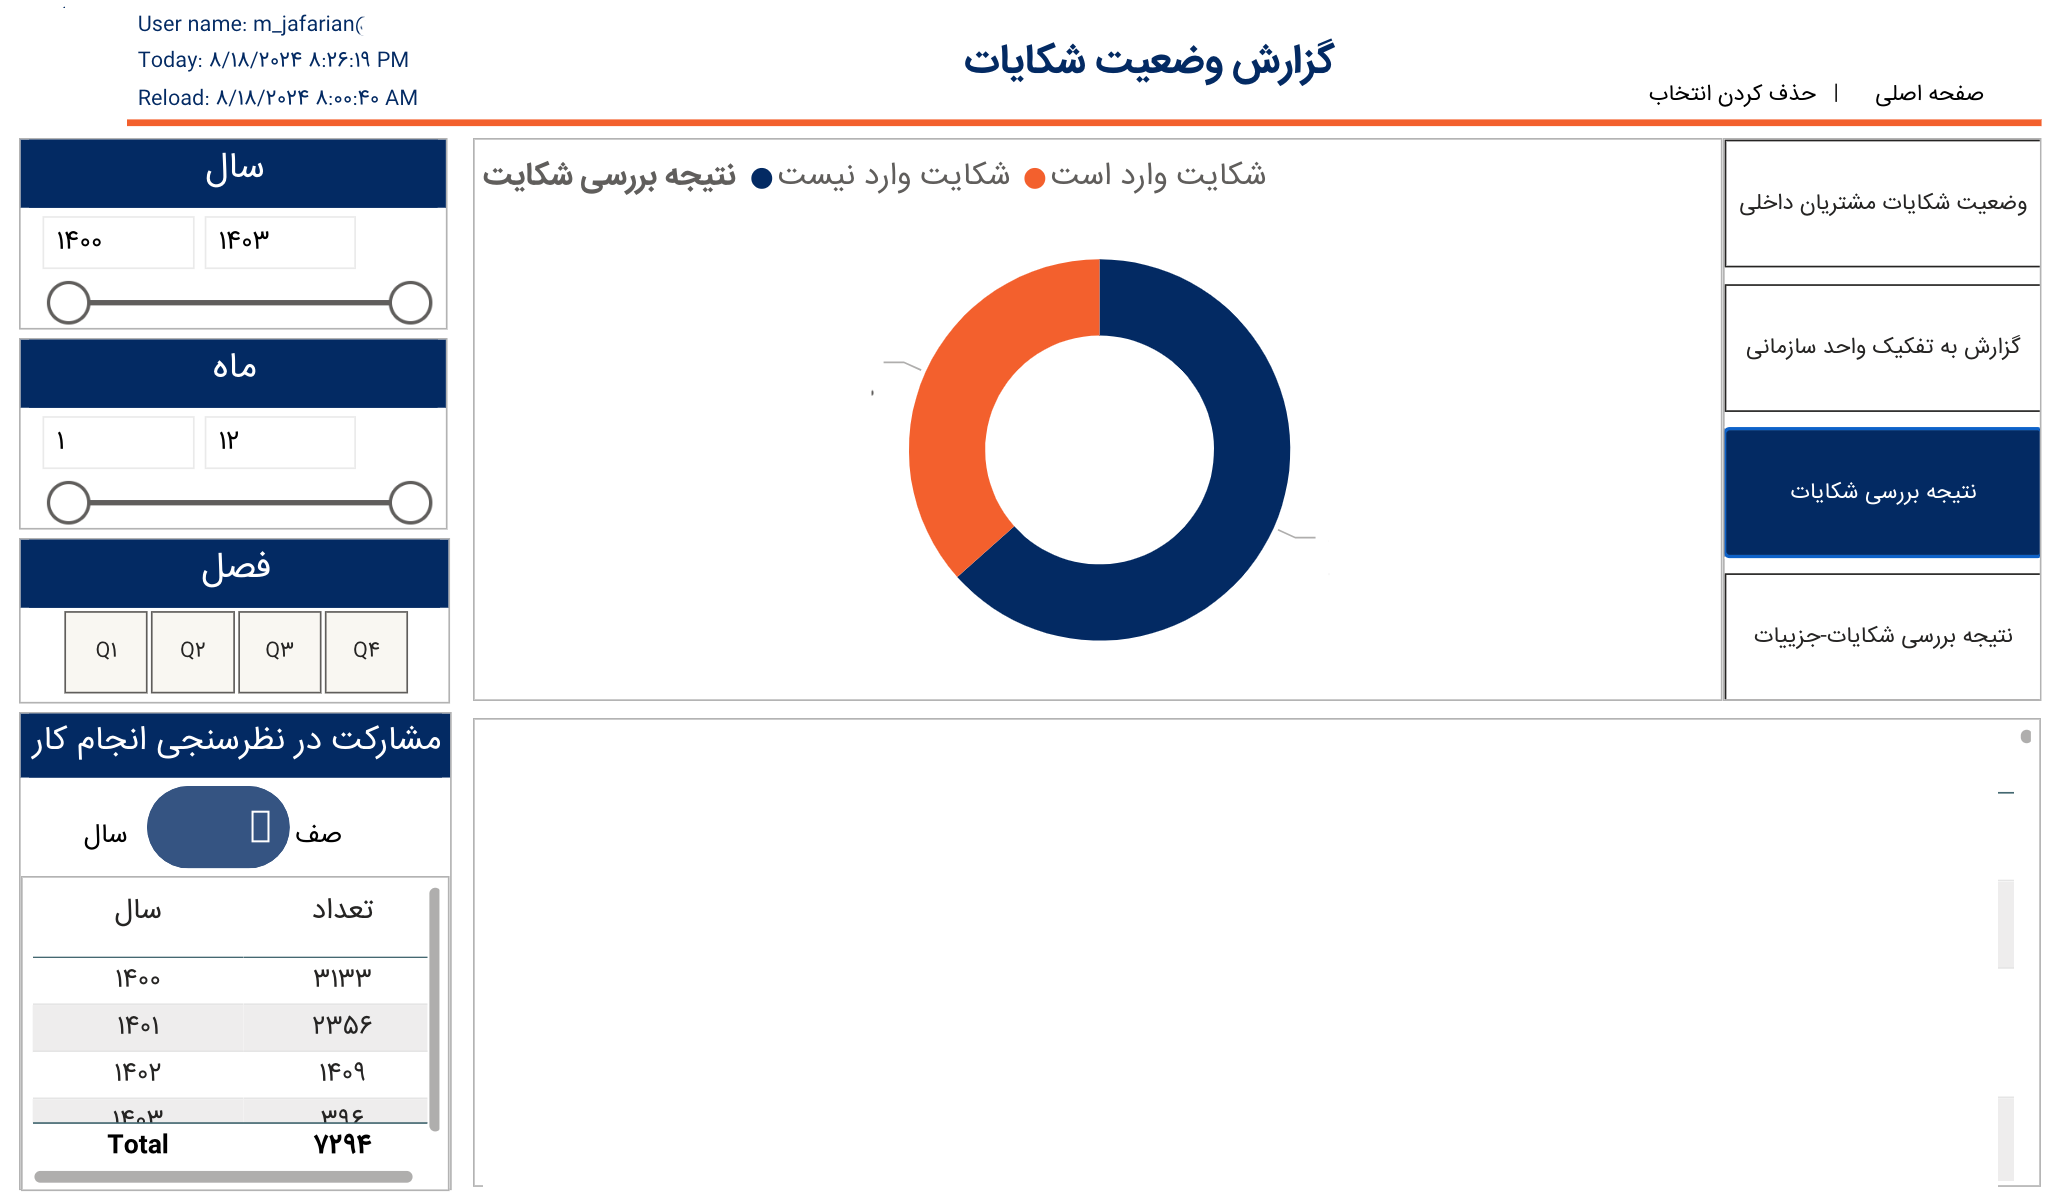 User name: m_jafarian(
Today: ۸/۱۸/۲۰۲۴ ۸:۲۶:۱۹ PM
Reload: ۸/۱۸/۲۰۲۴ ۸:۰۰:۴۰ AM
گزارش وضعیت شکایات
صفحه اصلی | حذف کردن انتخاب
سال
۱۴۰۰ ۱۴۰۳
ماه
۱ ۱۲
فصل
Q۱ Q۲ Q۳ Q۴
مشارکت در نظرسنجی انجام کار
سال صف
سال تعداد
۱۴۰۰ ۳۱۳۳
۱۴۰۱ ۲۳۵۶
۱۴۰۲ ۱۴۰۹
۱۴۰۳ ۳۹۶
Total ۷۲۹۴
نتیجه بررسی شکایت شکایت وارد نیست شکایت وارد است
وضعیت شکایات مشتریان داخلی
گزارش به تفکیک واحد سازمانی
نتیجه بررسی شکایات
نتیجه بررسی شکایات-جزییات